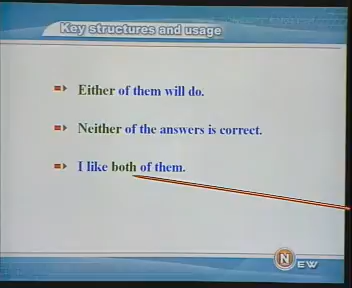 Key structures and usage
Either of them will do.
Neither of the answers is correct.
I like both of them.
NEW